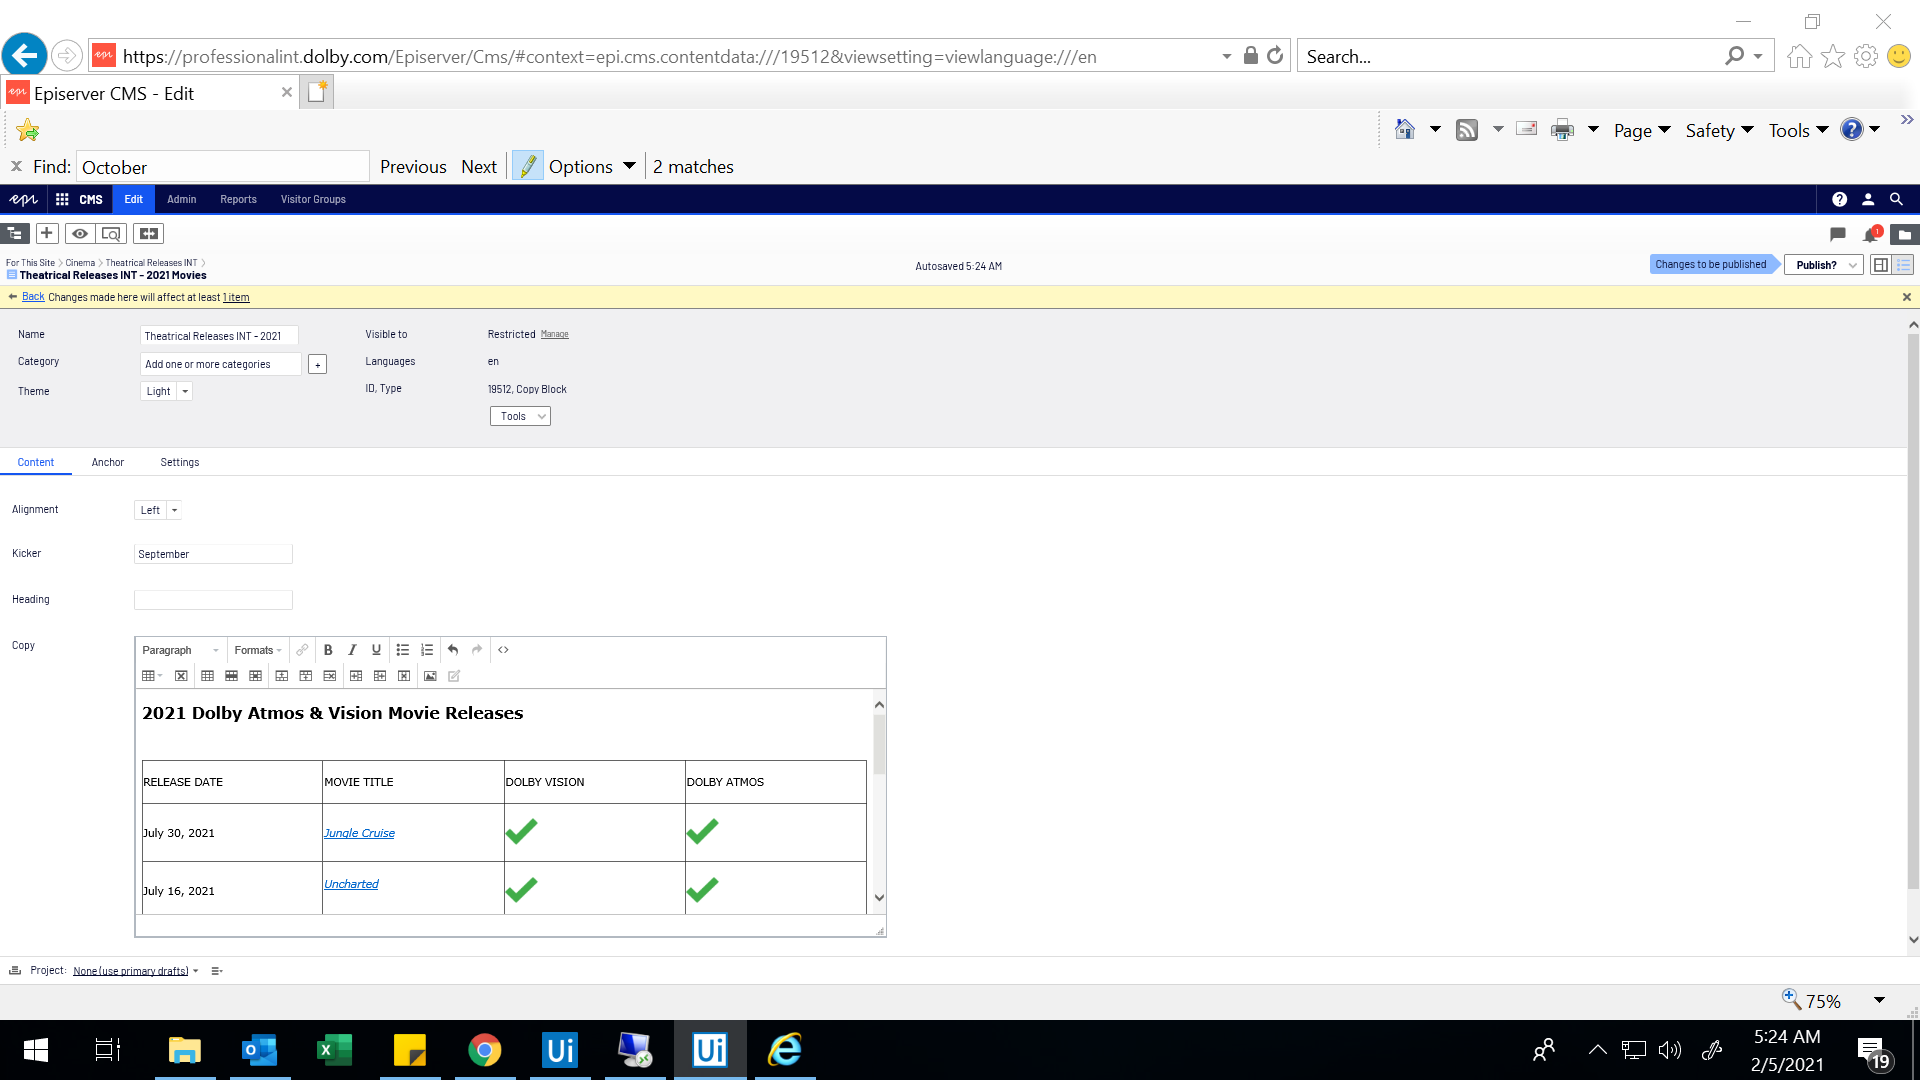 https://professionalint.dolby.com/Episerver/Cms/#context=epi.cms.contentdata:///19512&viewsetting=viewlanguage:///en
Search...
Episerver CMS - Edit
Page Safety Tools
Find: October Previous Next Options 2 matches
epi CMS Edit Admin Reports Visitor Groups
1
For This Site Cinema Theatrical Releases INT
Theatrical Releases INT - 2021 Movies
Autosaved 5:24 AM
Changes to be published
Publish?
Back Changes made here will affect at least 1 item
Name Theatrical Releases INT - 2021 Visible to Restricted Manage
Category Add one or more categories + Languages en
Theme Light ID, Type 19512, Copy Block
Tools
Content Anchor Settings
Alignment Left
Kicker September
Heading
Copy
Paragraph Formats B I U
2021 Dolby Atmos & Vision Movie Releases
RELEASE DATE MOVIE TITLE DOLBY VISION DOLBY ATMOS
July 30, 2021 Jungle Cruise
July 16, 2021 Uncharted
Project: None (use primary drafts)
75%
Ui Ui
5:24 AM
2/5/2021
19